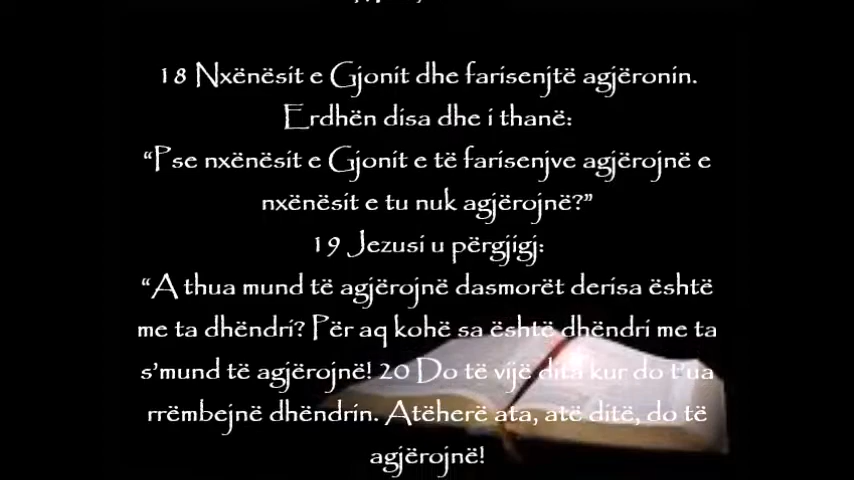 18 Nxënësit e Gjonit dhe farisenjtë agjëronin.
Erdhën disa dhe i thanë:
“Pse nxënësit e Gjonit e të farisenjve agjërojnë e
nxënësit e tu nuk agjërojnë?”
19 Jezusi u përgjigj:
“A thua mund të agjërojnë dasmorët derisa është
me ta dhëndri? Për aq kohë sa është dhëndri me ta
s’mund të agjërojnë! 20 Do të vijë dita kur do t’ua
rrëmbejnë dhëndrin. Atëherë ata, atë ditë, do të
agjërojnë!